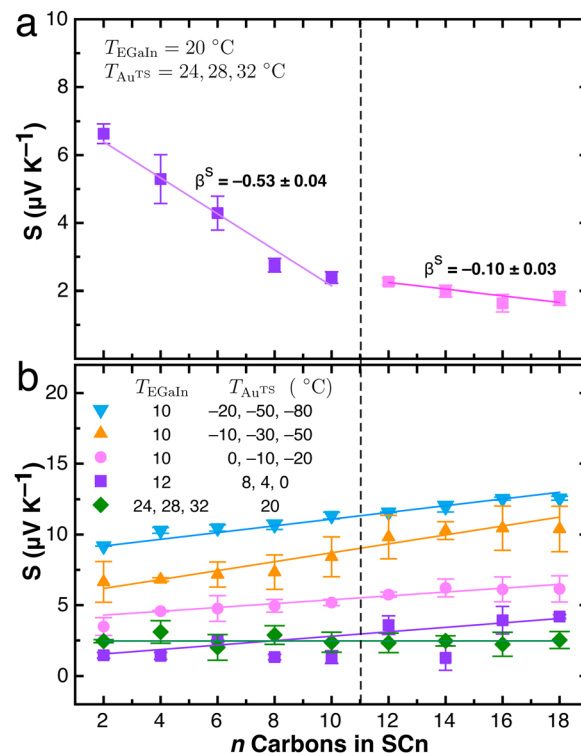 a
T_EGaIn = 20 °C
T_Au^TS = 24, 28, 32 °C
10
8
6
4
2
0
S (µV K⁻¹)
β^S = −0.53 ± 0.04
β^S = −0.10 ± 0.03
b
T_EGaIn T_Au^TS ( °C)
10 −20, −50, −80
10 −10, −30, −50
10 0, −10, −20
12 8, 4, 0
24, 28, 32 20
20
15
10
5
0
S (µV K⁻¹)
2 4 6 8 10 12 14 16 18
n Carbons in SCn